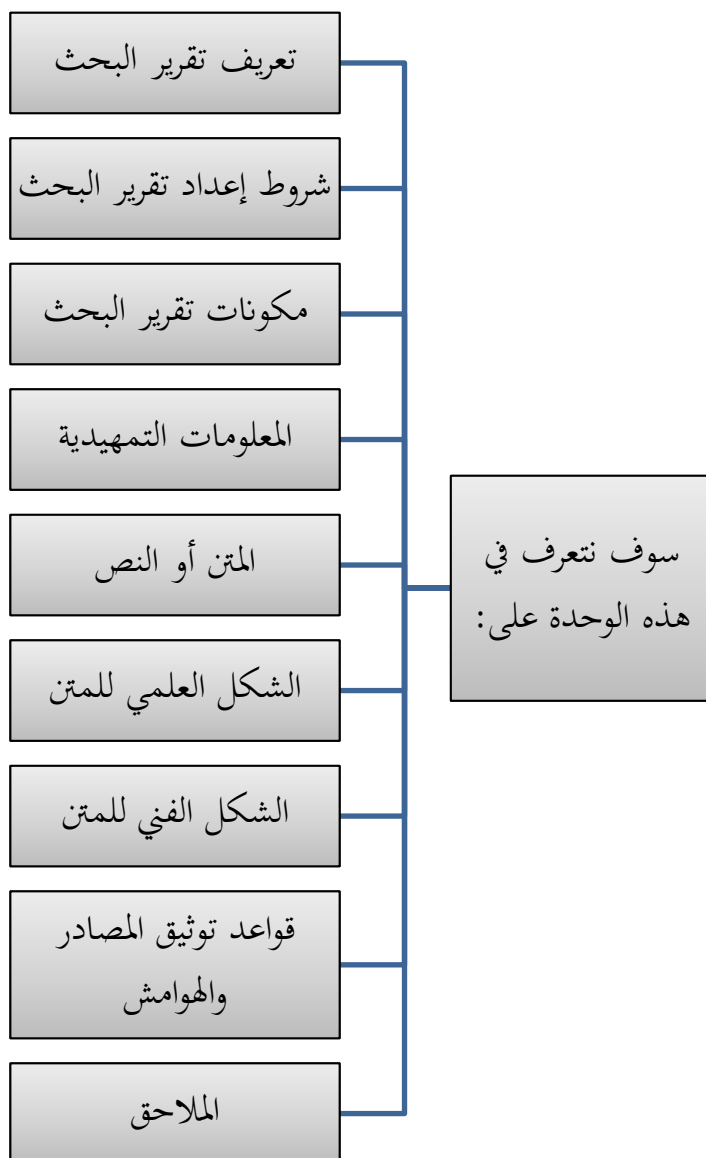 سوف نتعرف في
هذه الوحدة على:
تعريف تقرير البحث
شروط إعداد تقرير البحث
مكونات تقرير البحث
المعلومات التمهيدية
المتن أو النص
الشكل العلمي للمتن
الشكل الفني للمتن
قواعد توثيق المصادر
والهوامش
الملاحق